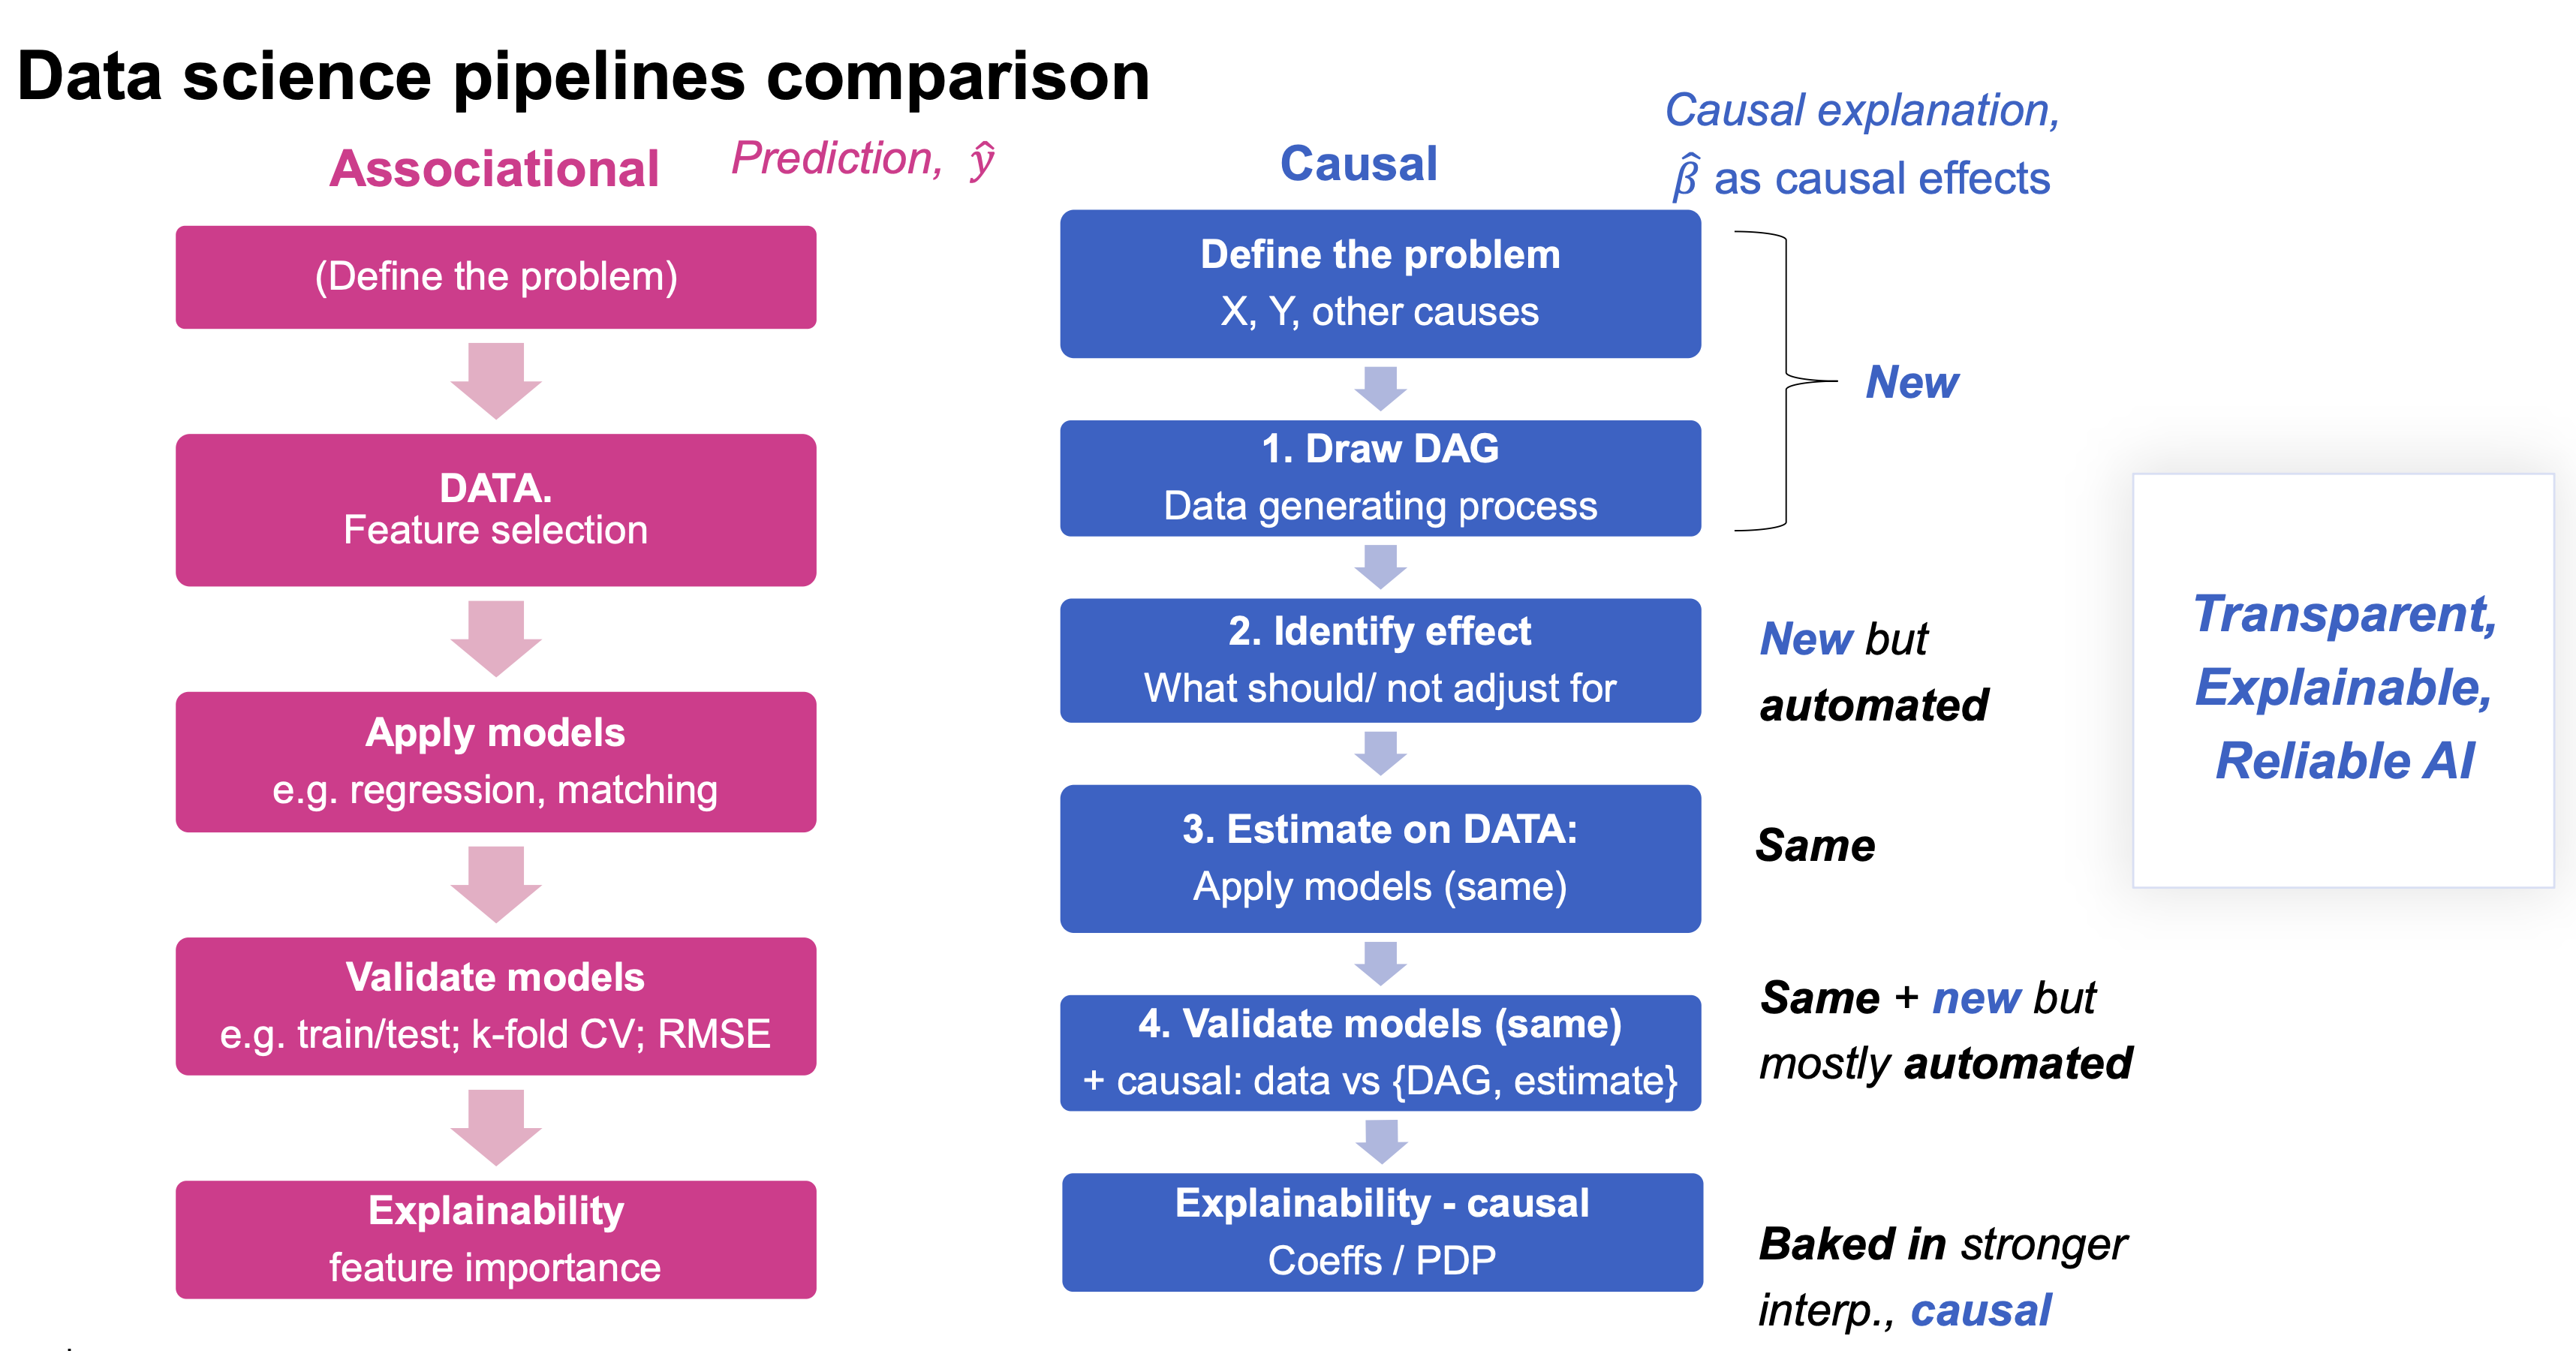 Data science pipelines comparison
Associational
Prediction, ŷ
(Define the problem)
DATA.
Feature selection
Apply models
e.g. regression, matching
Validate models
e.g. train/test; k-fold CV; RMSE
Explainability
feature importance
Causal
Causal explanation,
β̂ as causal effects
Define the problem
X, Y, other causes
1. Draw DAG
Data generating process
New
2. Identify effect
What should/ not adjust for
New but
automated
3. Estimate on DATA:
Apply models (same)
Same
4. Validate models (same)
+ causal: data vs {DAG, estimate}
Same + new but
mostly automated
Explainability - causal
Coeffs / PDP
Baked in stronger
interp., causal
Transparent,
Explainable,
Reliable AI